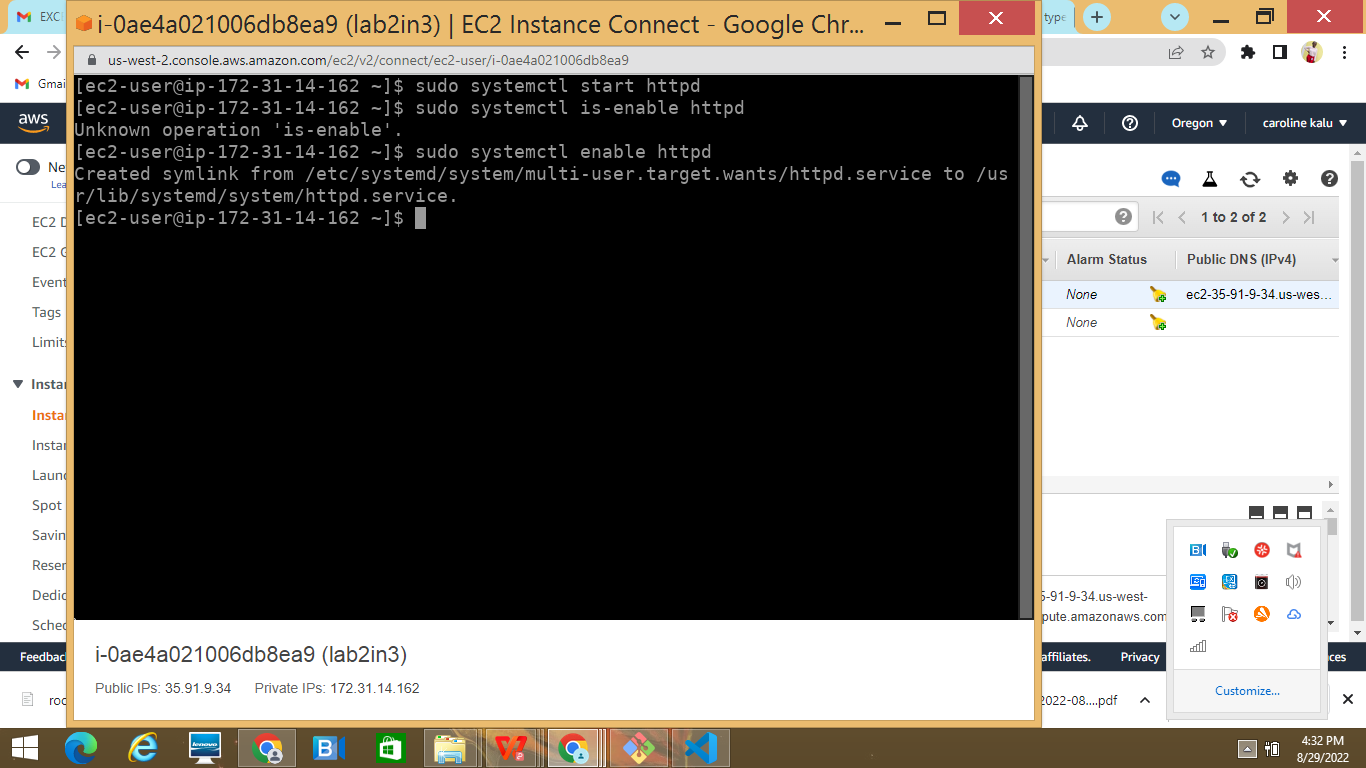 EXC
i-0ae4a021006db8ea9 (lab2in3) | EC2 Instance Connect - Google Chr...
type
us-west-2.console.aws.amazon.com/ec2/v2/connect/ec2-user/i-0ae4a021006db8ea9
Gmai
[ec2-user@ip-172-31-14-162 ~]$ sudo systemctl start httpd
[ec2-user@ip-172-31-14-162 ~]$ sudo systemctl is-enable httpd
Unknown operation 'is-enable'.
[ec2-user@ip-172-31-14-162 ~]$ sudo systemctl enable httpd
Created symlink from /etc/systemd/system/multi-user.target.wants/httpd.service to /us
r/lib/systemd/system/httpd.service.
[ec2-user@ip-172-31-14-162 ~]$
aws
Oregon
caroline kalu
Ne
Lea
EC2 D
EC2 G
Event
Tags
Limits
Instan
Insta
Instan
Laun
Spot
Savin
Reser
Dedic
Sched
1 to 2 of 2
Alarm Status
Public DNS (IPv4)
None
ec2-35-91-9-34.us-wes...
None
5-91-9-34.us-west-
pute.amazonaws.com
i-0ae4a021006db8ea9 (lab2in3)
Public IPs: 35.91.9.34 Private IPs: 172.31.14.162
Feedback
affiliates.
Privacy
ces
roo
2022-08....pdf
Customize...
lenovo
4:32 PM
8/29/2022